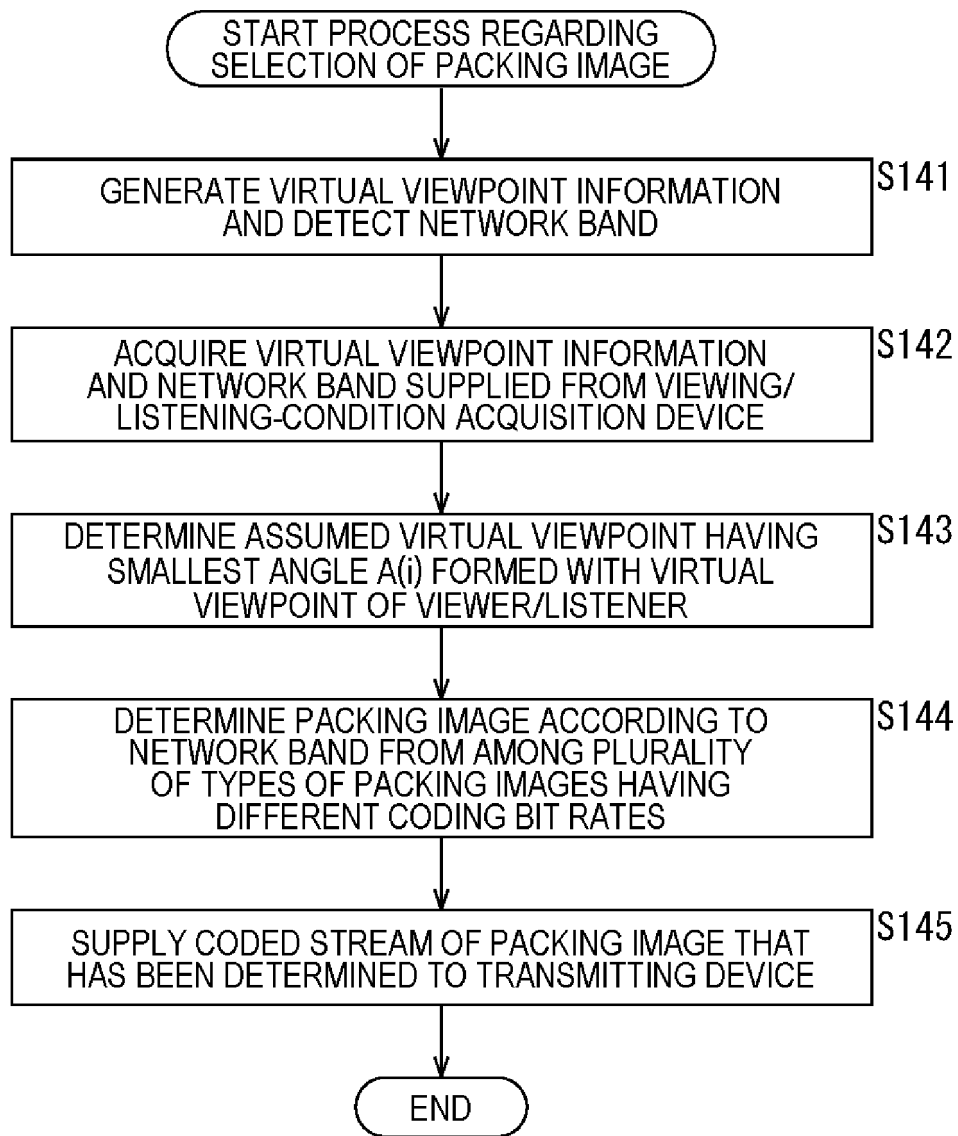 START PROCESS REGARDING
SELECTION OF PACKING IMAGE
S141
GENERATE VIRTUAL VIEWPOINT INFORMATION
AND DETECT NETWORK BAND
S142
ACQUIRE VIRTUAL VIEWPOINT INFORMATION
AND NETWORK BAND SUPPLIED FROM VIEWING/
LISTENING-CONDITION ACQUISITION DEVICE
S143
DETERMINE ASSUMED VIRTUAL VIEWPOINT HAVING
SMALLEST ANGLE A(i) FORMED WITH VIRTUAL
VIEWPOINT OF VIEWER/LISTENER
S144
DETERMINE PACKING IMAGE ACCORDING TO
NETWORK BAND FROM AMONG PLURALITY
OF TYPES OF PACKING IMAGES HAVING
DIFFERENT CODING BIT RATES
S145
SUPPLY CODED STREAM OF PACKING IMAGE THAT
HAS BEEN DETERMINED TO TRANSMITTING DEVICE
END